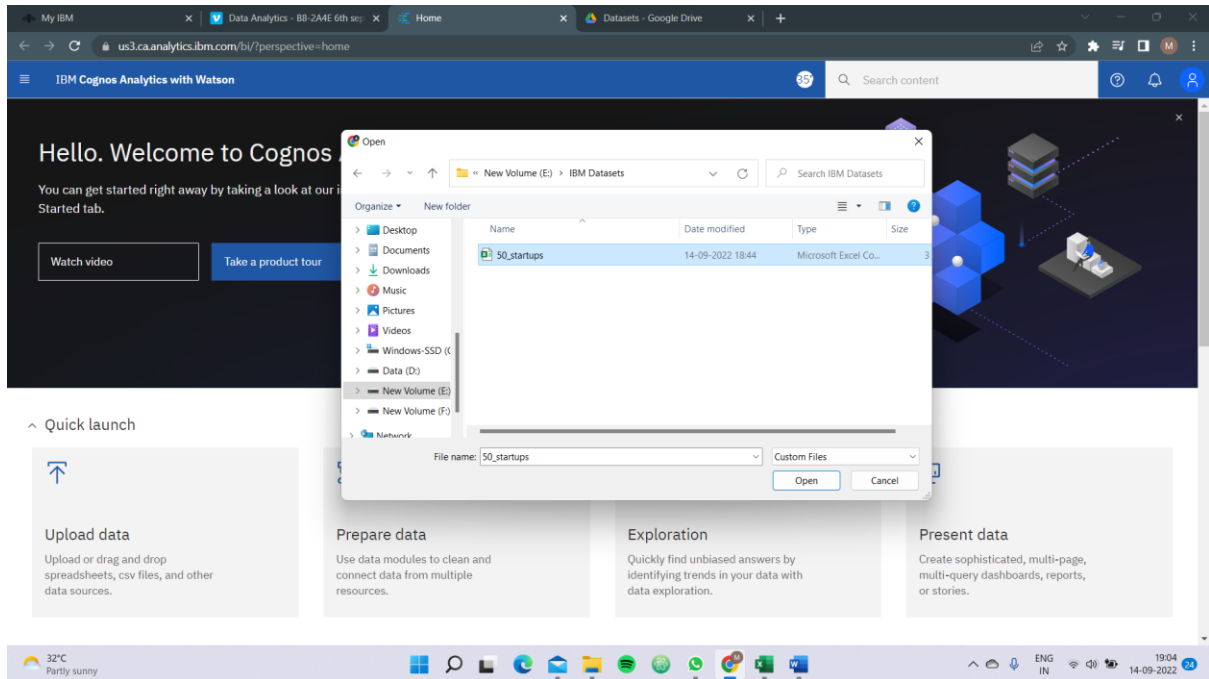 My IBM
Data Analytics - B8-2A4E 6th sep
Home
Datasets - Google Drive
us3.ca.analytics.ibm.com/bi/?perspective=home
M
IBM Cognos Analytics with Watson
Search content
Hello. Welcome to Cognos
You can get started right away by taking a look at our
Started tab.
Watch video
Take a product tour
Open
« New Volume (E:) > IBM Datasets
Search IBM Datasets
Organize
New folder
Name
Date modified
Type
Size
Desktop
50_startups
14-09-2022 18:44
Microsoft Excel Co...
3
Documents
Downloads
Music
Pictures
Videos
Windows-SSD (C
Data (D:)
New Volume (E:)
New Volume (F:)
Network
File name: 50_startups
Custom Files
Open
Cancel
Quick launch
Upload data
Upload or drag and drop
spreadsheets, csv files, and other
data sources.
Prepare data
Use data modules to clean and
connect data from multiple
resources.
Exploration
Quickly find unbiased answers by
identifying trends in your data with
data exploration.
Present data
Create sophisticated, multi-page,
multi-query dashboards, reports,
or stories.
32°C
Partly sunny
ENG
IN
19:04
14-09-2022
24